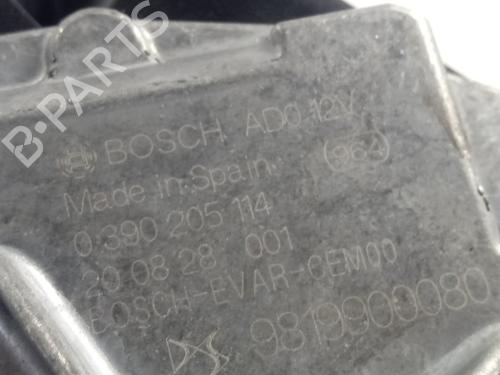 B-PARTS
BOSCH ADO 12V
Made in Spain 964
0 390 205 114
20 08 28 001
BOSCH-EVAR-CEM00
9819900080